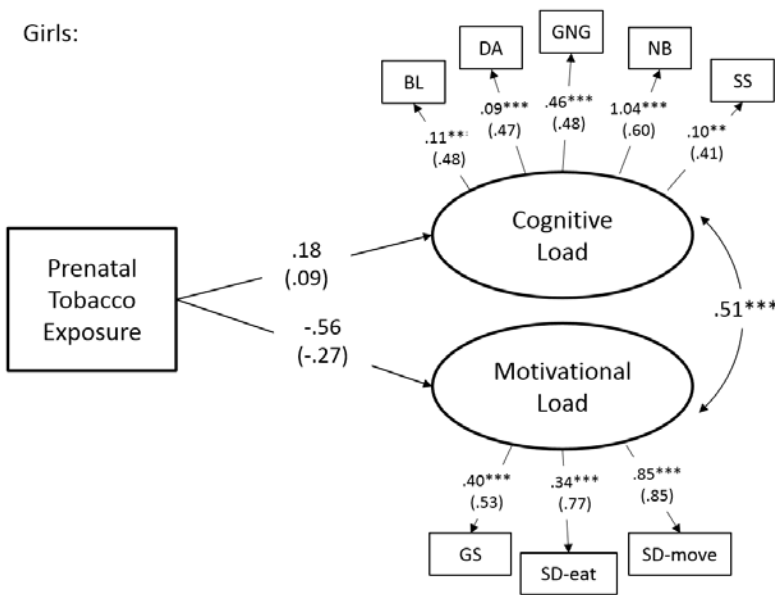 Girls:
BL
DA
GNG
NB
SS
.11**
(.48)
.09***
(.47)
.46***
(.48)
1.04***
(.60)
.10**
(.41)
Cognitive
Load
Prenatal
Tobacco
Exposure
.18
(.09)
-.56
(-.27)
.51***
Motivational
Load
.40***
(.53)
.34***
(.77)
.85***
(.85)
GS
SD-eat
SD-move